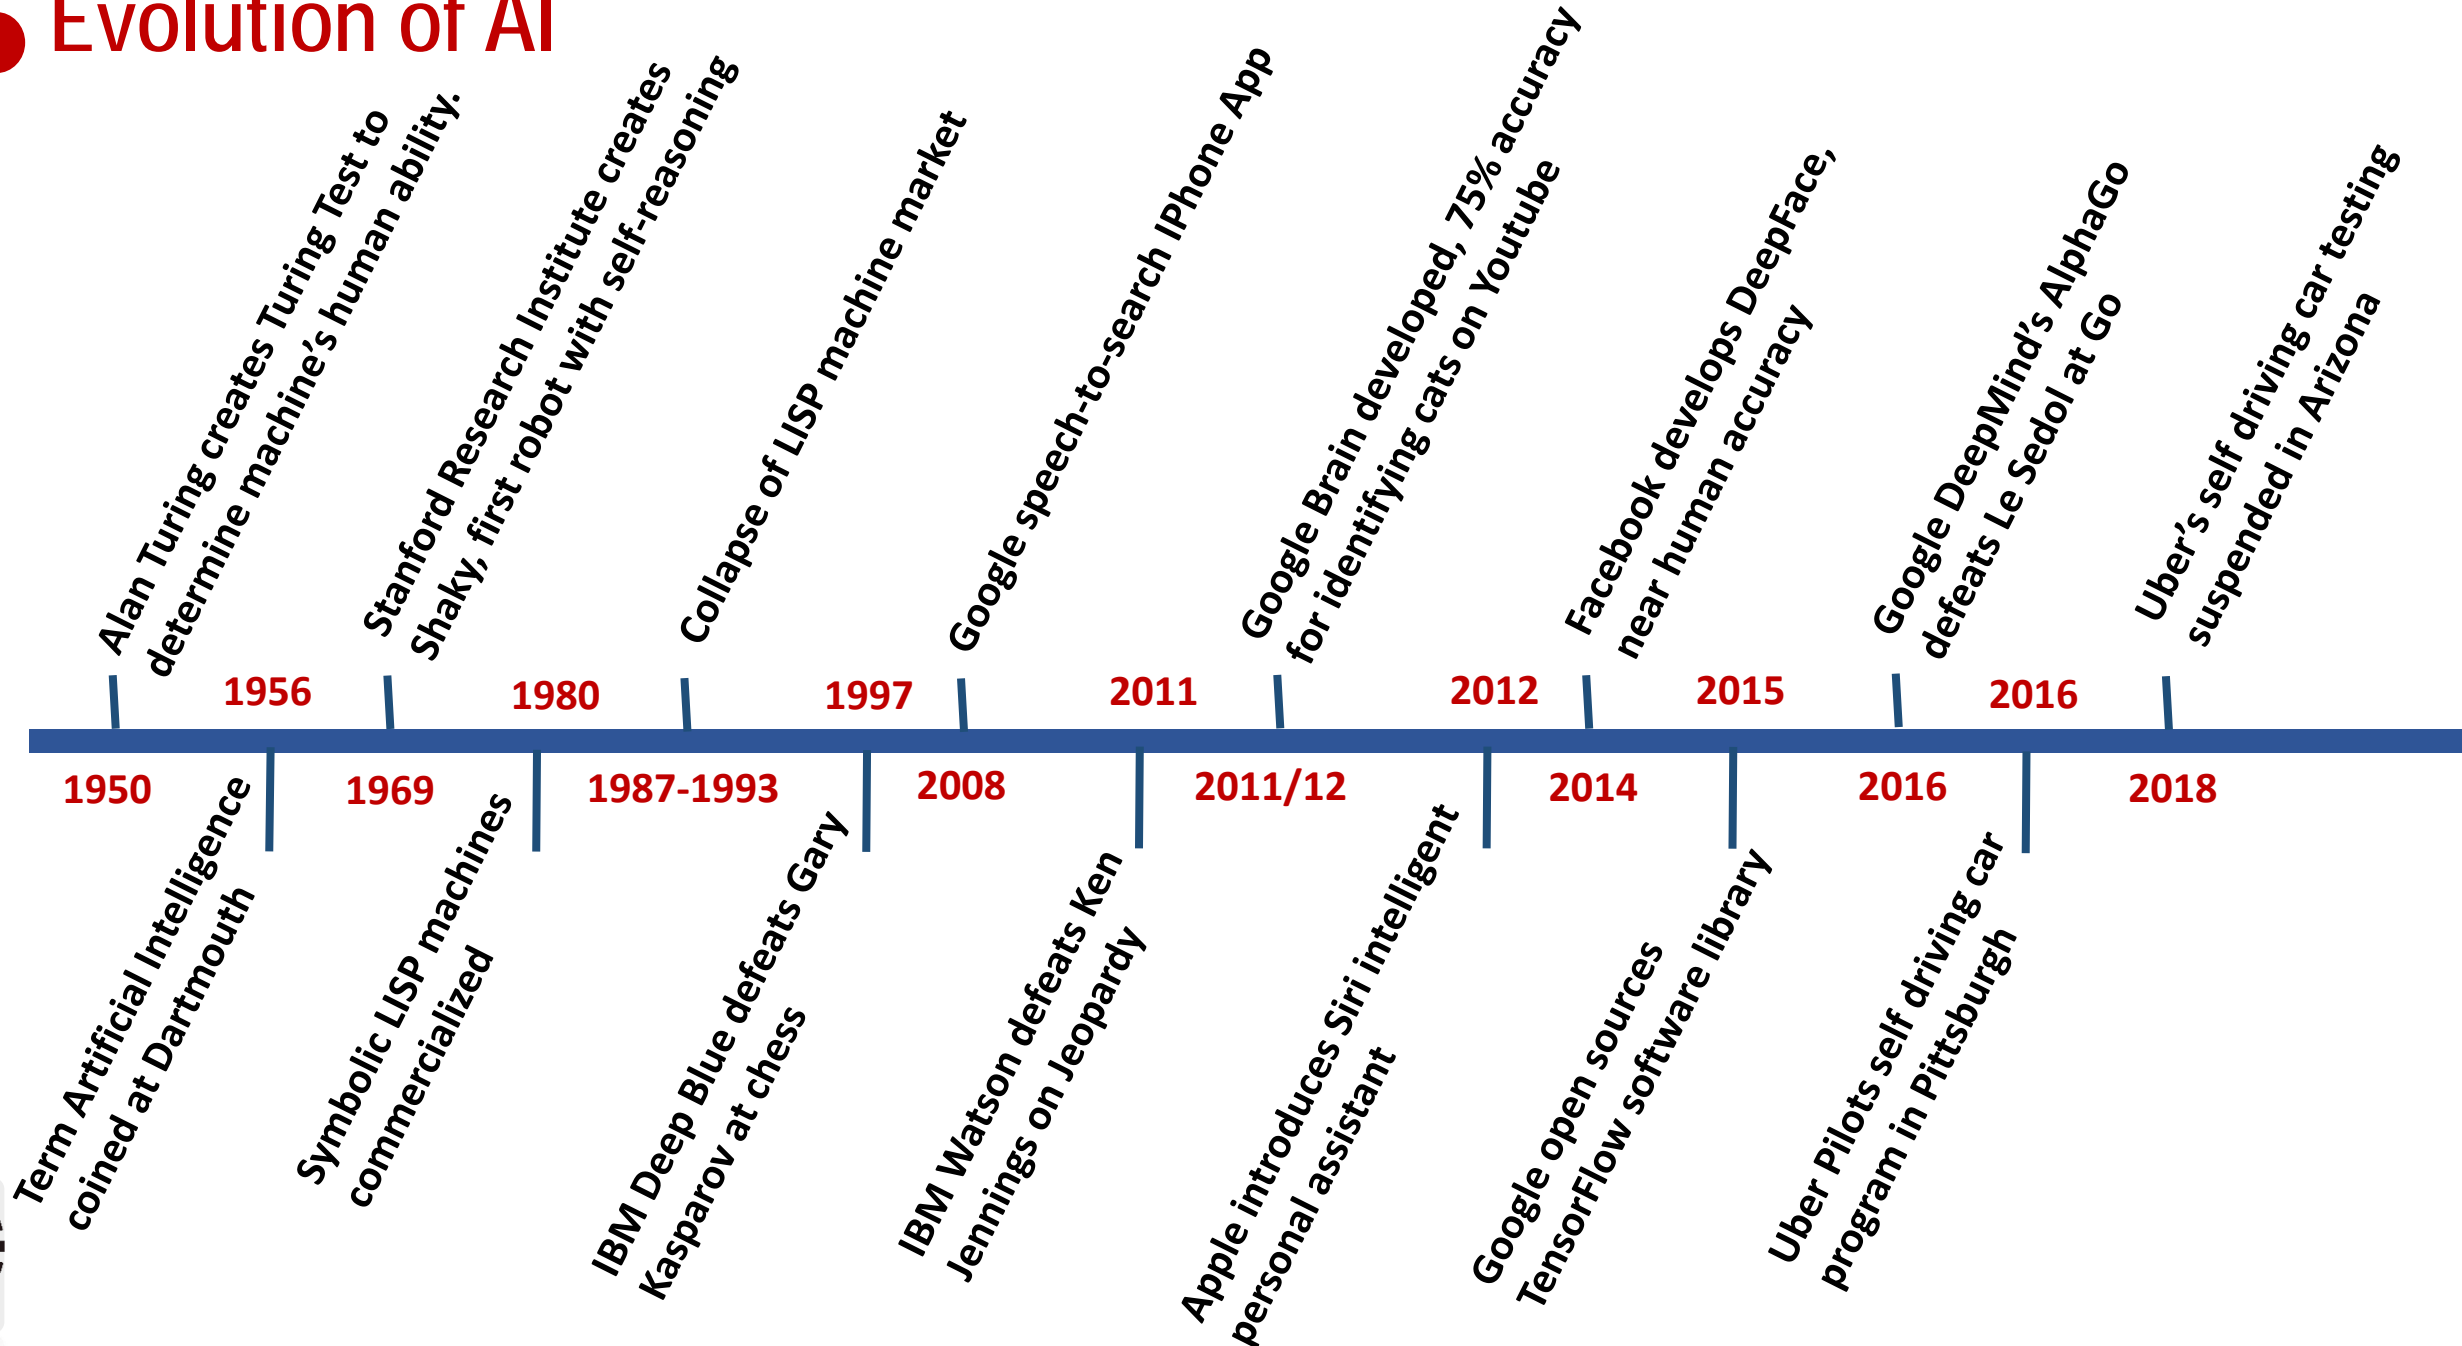 Evolution of AI
Alan Turing creates Turing Test to
determine machine's human ability.
1950
1956
Term Artificial Intelligence
coined at Dartmouth
Stanford Research Institute creates
Shaky, first robot with self-reasoning
1969
1980
Symbolic LISP machines
commercialized
Collapse of LISP machine market
1987-1993
1997
IBM Deep Blue defeats Gary
Kasparov at chess
Google speech-to-search IPhone App
2008
2011
IBM Watson defeats Ken
Jennings on Jeopardy
Google Brain developed, 75% accuracy
for identifying cats on Youtube
2011/12
2012
Apple introduces Siri intelligent
personal assistant
Facebook develops DeepFace,
near human accuracy
2014
2015
Google open sources
TensorFlow software library
Google DeepMind's AlphaGo
defeats Le Sedol at Go
2016
2016
Uber Pilots self driving car
program in Pittsburgh
Uber's self driving car testing
suspended in Arizona
2018